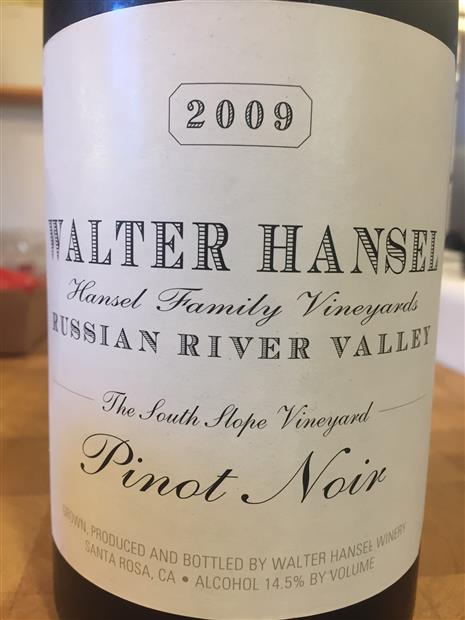 2009
WALTER HANSEL
Hansel Family Vineyards
RUSSIAN RIVER VALLEY
The South Slope Vineyard
Pinot Noir
GROWN, PRODUCED AND BOTTLED BY WALTER HANSEL WINERY
SANTA ROSA, CA • ALCOHOL 14.5% BY VOLUME